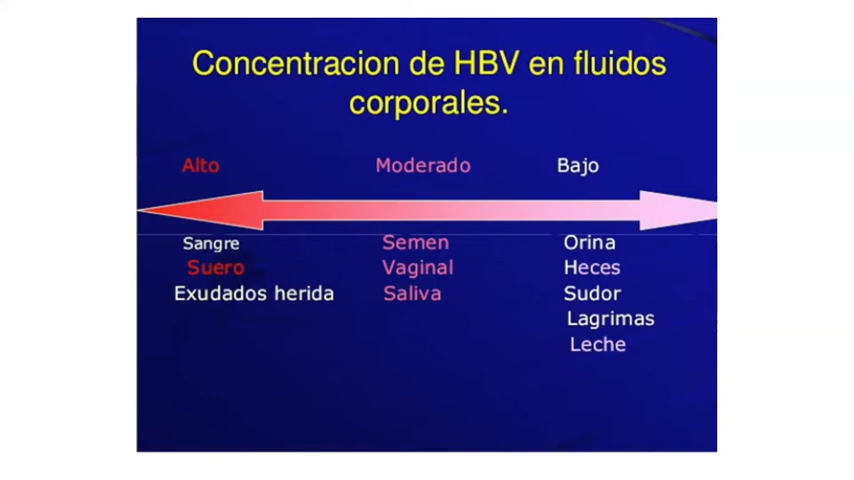 Concentracion de HBV en fluidos
corporales.
Alto Moderado Bajo
Sangre Semen Orina
Suero Vaginal Heces
Exudados herida Saliva Sudor
Lagrimas
Leche